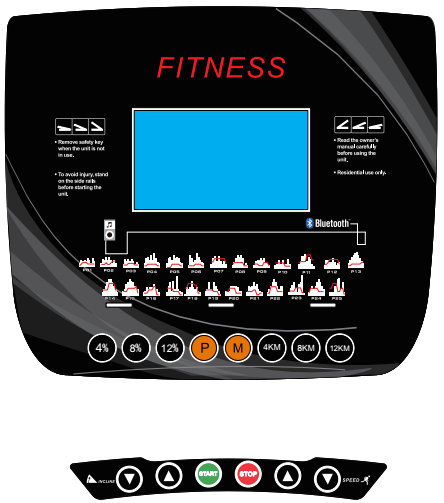 FITNESS
• Remove safety key
when the unit is not
in use.
• To avoid injury, stand
on the side rails
before starting the
unit.
• Read the owner's
manual carefully
before using the
unit.
• Residential use only.
Bluetooth
P01 P02 P03 P04 P05 P06 P07 P08 P09 P10 P11 P12 P13
P14 P15 P16 P17 P18 P19 P20 P21 P22 P23 P24 P25
4% 8% 12% P M 4KM 8KM 12KM
INCLINE START STOP SPEED